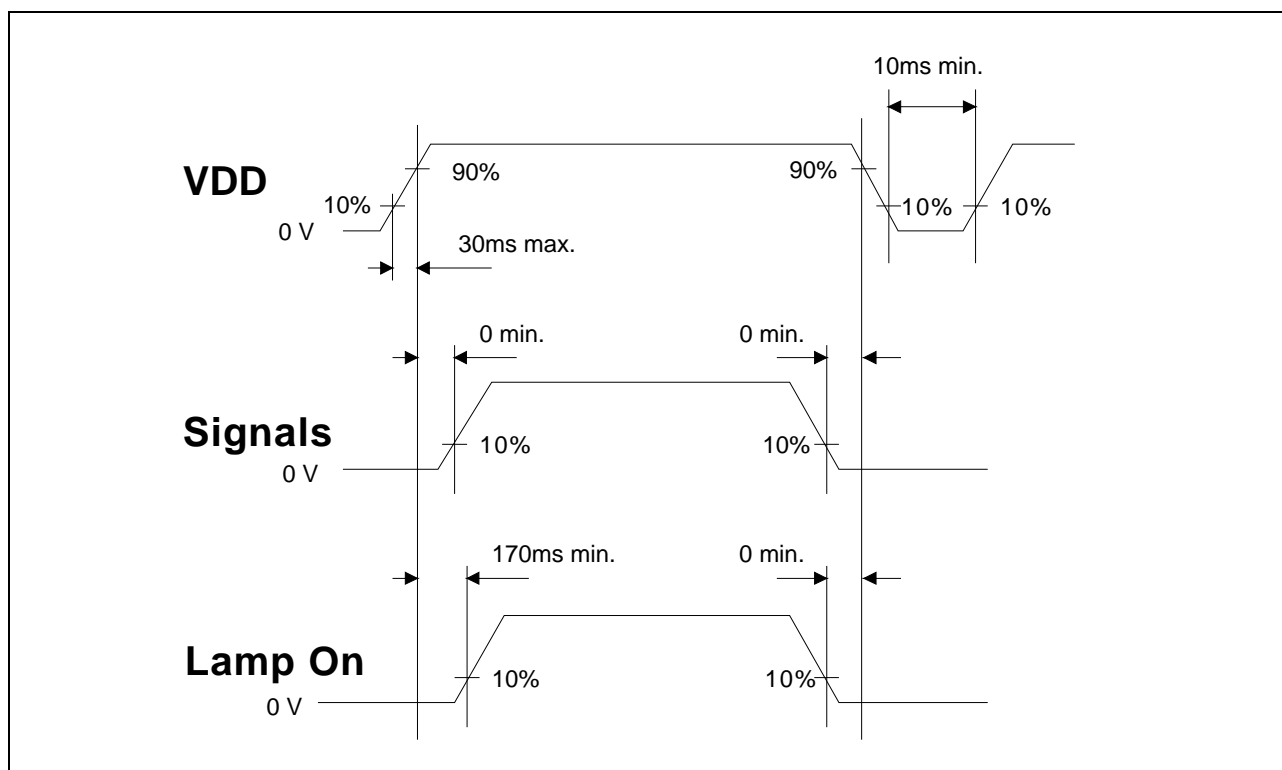 10ms min.
VDD
90%
90%
10%
10%
10%
0 V
30ms max.
0 min.
0 min.
Signals
10%
10%
0 V
170ms min.
0 min.
Lamp On
10%
10%
0 V